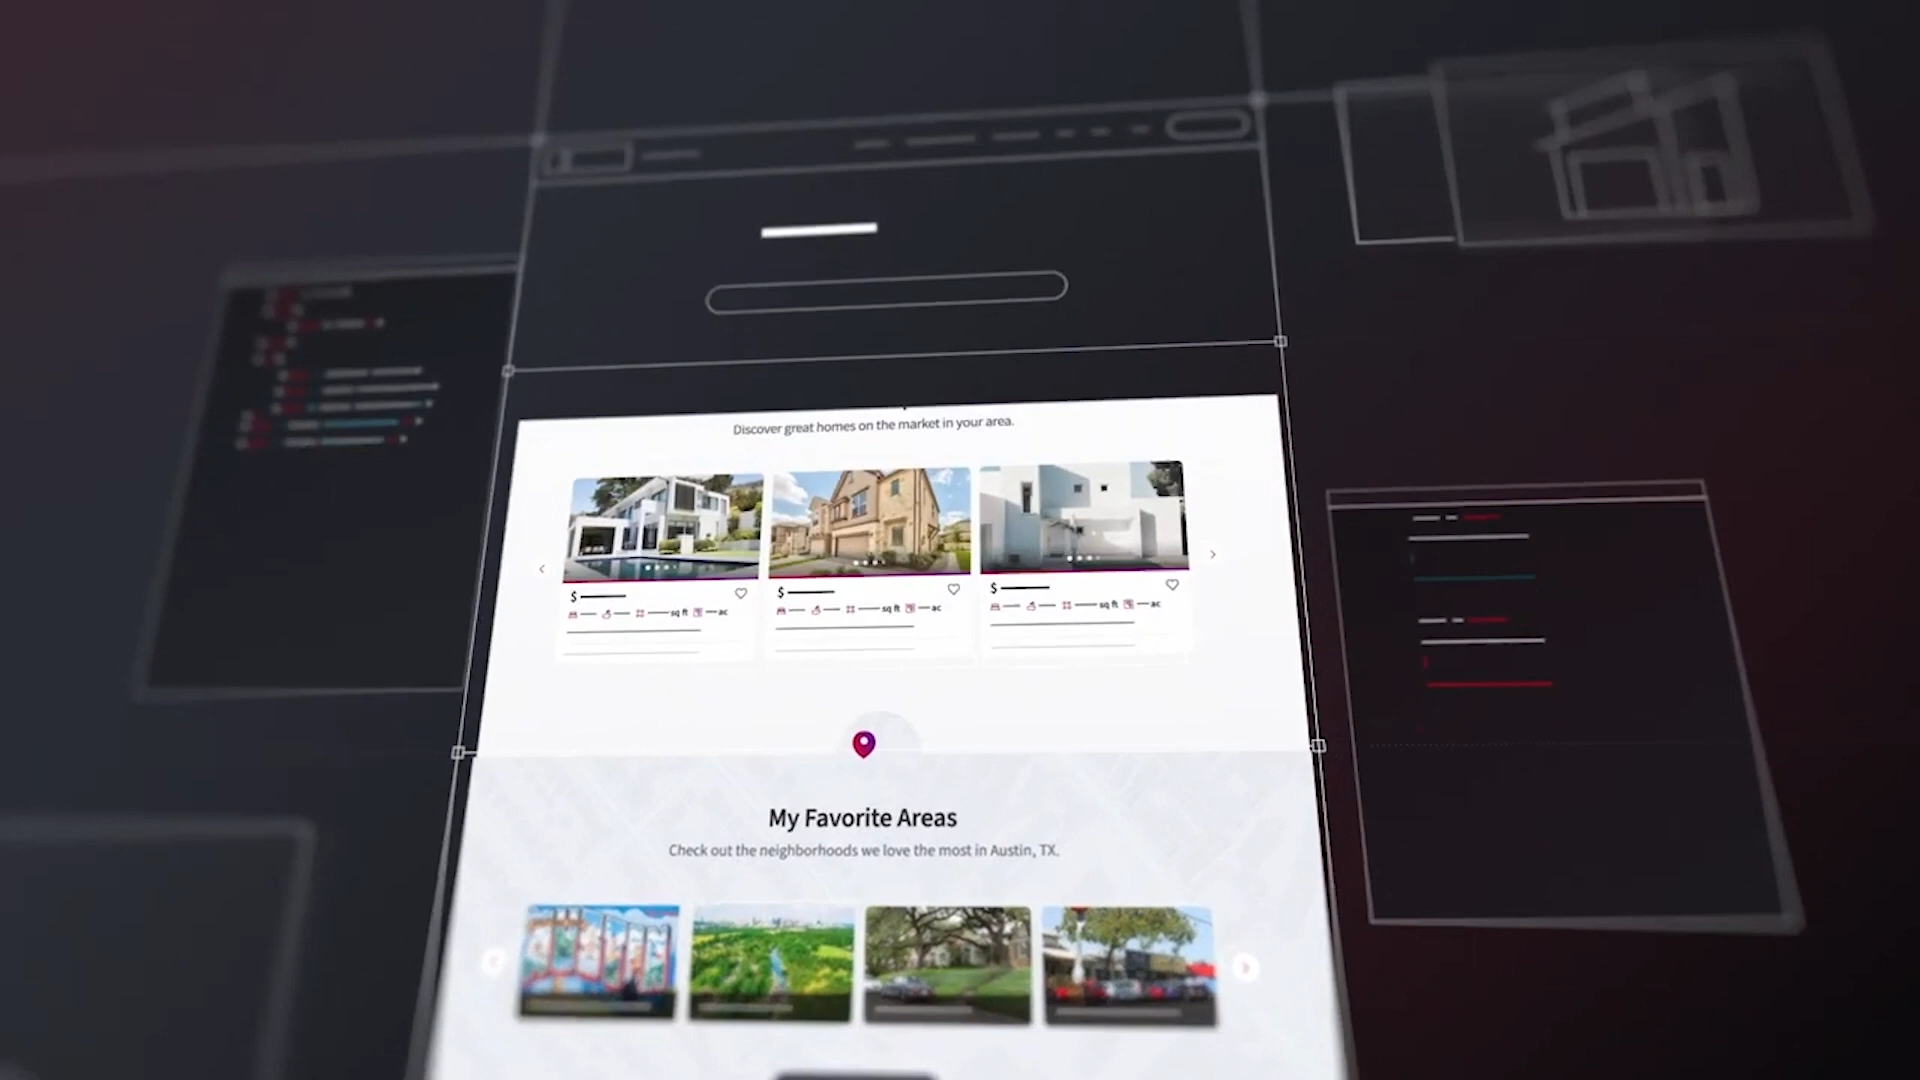 Discover great homes on the market in your area.
$ $ $
sq ft ac sq ft ac sq ft ac
My Favorite Areas
Check out the neighborhoods we love the most in Austin, TX.